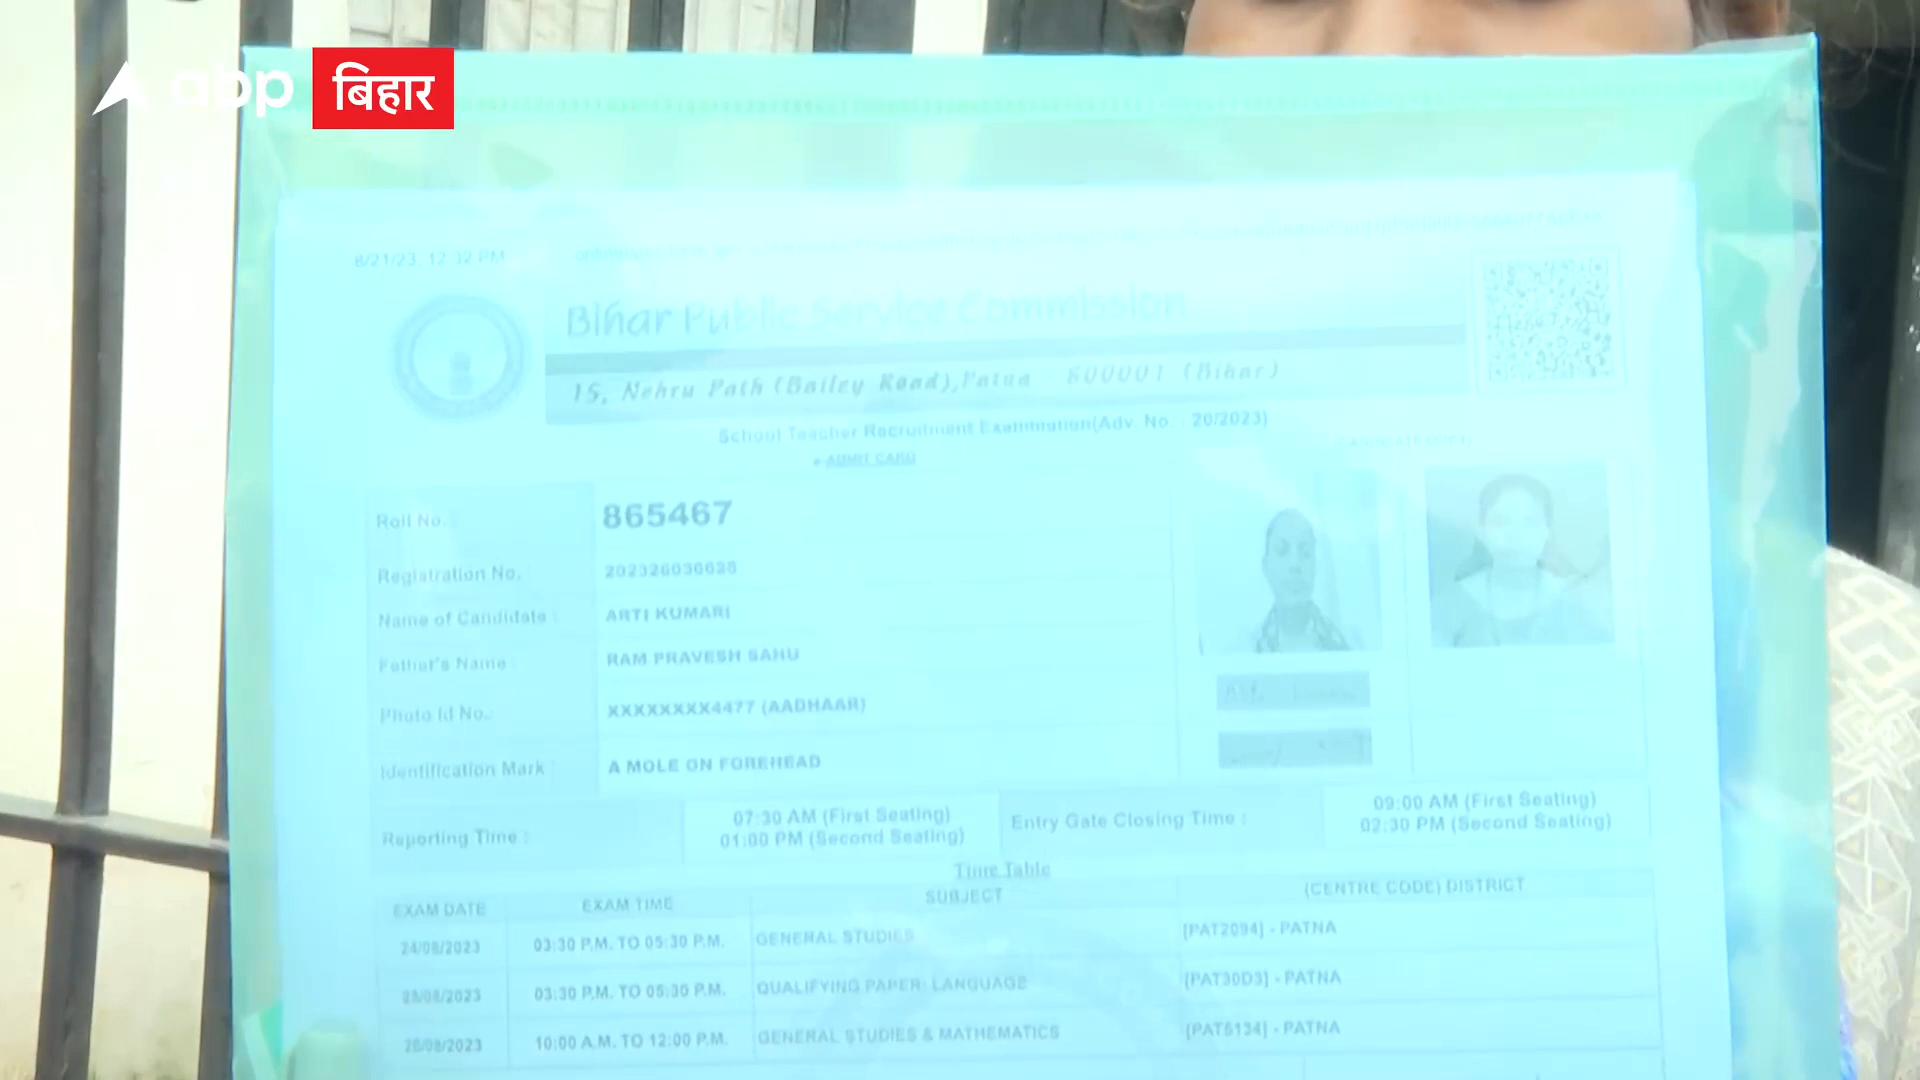 abp बिहार
8/21/23, 12:32 PM
Bihar Public Service Commission
15, Nehru Path (Bailey Road), Patna - 800001 (Bihar)
School Teacher Recruitment Examination(Adv. No. : 20/2023)
e-ADMIT CARD
Roll No. : 865467
Registration No. :
Name of Candidate : ARTI KUMARI
Father's Name : RAM PRAVESH SAHU
Photo Id No.: XXXXXXXX4477 (AADHAAR)
Identification Mark : A MOLE ON FOREHEAD
Reporting Time : 07:30 AM (First Seating) Entry Gate Closing Time : 09:00 AM (First Seating)
01:00 PM (Second Seating) 02:30 PM (Second Seating)
Time Table
EXAM DATE EXAM TIME SUBJECT (CENTRE CODE) DISTRICT
24/08/2023 03:30 P.M. TO 05:30 P.M. GENERAL STUDIES [PAT2094] - PATNA
03:30 P.M. TO 05:30 P.M. QUALIFYING PAPER: LANGUAGE [PAT30D3] - PATNA
10:00 A.M. TO 12:00 P.M. GENERAL STUDIES & MATHEMATICS [PAT5134] - PATNA